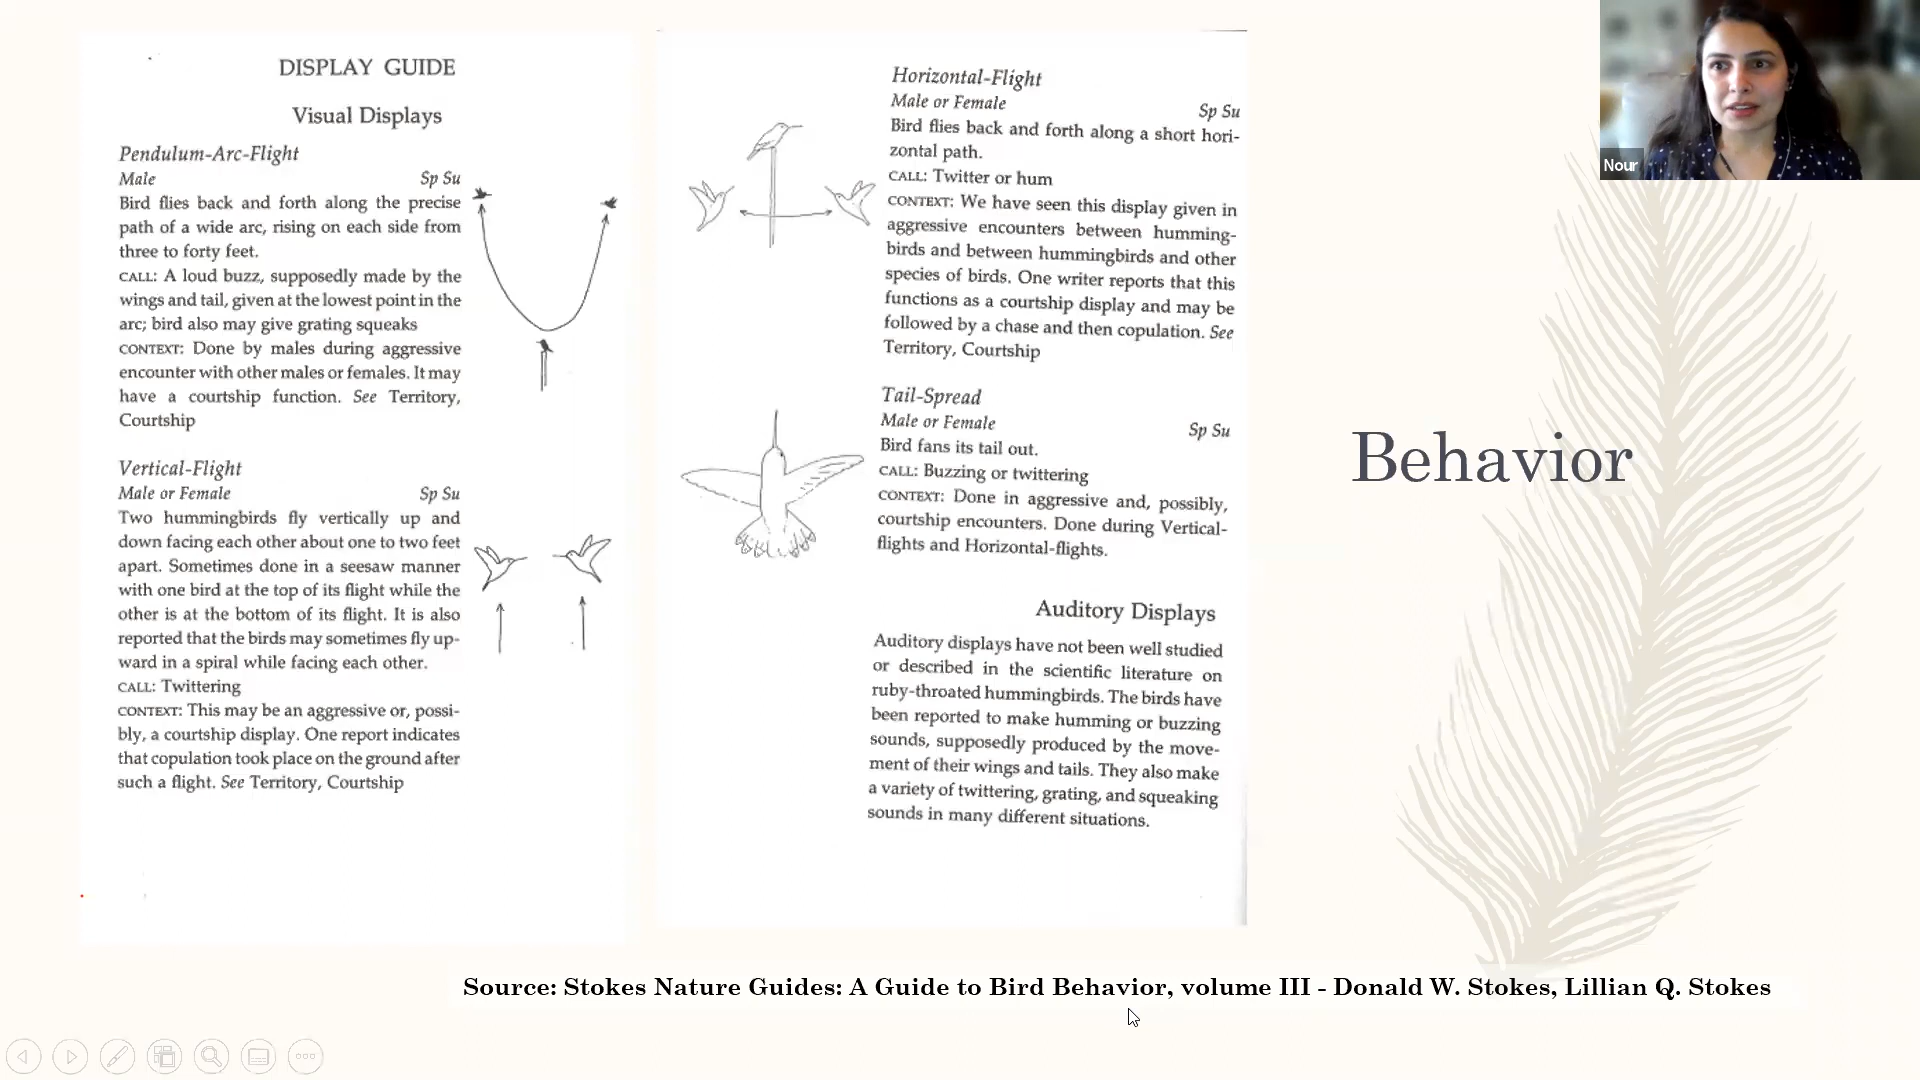 DISPLAY GUIDE
Visual Displays
Pendulum-Arc-Flight
Male Sp Su
Bird flies back and forth along the precise
path of a wide arc, rising on each side from
three to forty feet.
CALL: A loud buzz, supposedly made by the
wings and tail, given at the lowest point in the
arc; bird also may give grating squeaks
CONTEXT: Done by males during aggressive
encounter with other males or females. It may
have a courtship function. See Territory,
Courtship
Vertical-Flight
Male or Female Sp Su
Two hummingbirds fly vertically up and
down facing each other about one to two feet
apart. Sometimes done in a seesaw manner
with one bird at the top of its flight while the
other is at the bottom of its flight. It is also
reported that the birds may sometimes fly up-
ward in a spiral while facing each other.
CALL: Twittering
CONTEXT: This may be an aggressive or, possi-
bly, a courtship display. One report indicates
that copulation took place on the ground after
such a flight. See Territory, Courtship
Horizontal-Flight
Male or Female Sp Su
Bird flies back and forth along a short hori-
zontal path.
CALL: Twitter or hum
CONTEXT: We have seen this display given in
aggressive encounters between humming-
birds and between hummingbirds and other
species of birds. One writer reports that this
functions as a courtship display and may be
followed by a chase and then copulation. See
Territory, Courtship
Tail-Spread
Male or Female Sp Su
Bird fans its tail out.
CALL: Buzzing or twittering
CONTEXT: Done in aggressive and, possibly,
courtship encounters. Done during Vertical-
flights and Horizontal-flights.
Auditory Displays
Auditory displays have not been well studied
or described in the scientific literature on
ruby-throated hummingbirds. The birds have
been reported to make humming or buzzing
sounds, supposedly produced by the move-
ment of their wings and tails. They also make
a variety of twittering, grating, and squeaking
sounds in many different situations.
Behavior
Nour
Source: Stokes Nature Guides: A Guide to Bird Behavior, volume III - Donald W. Stokes, Lillian Q. Stokes